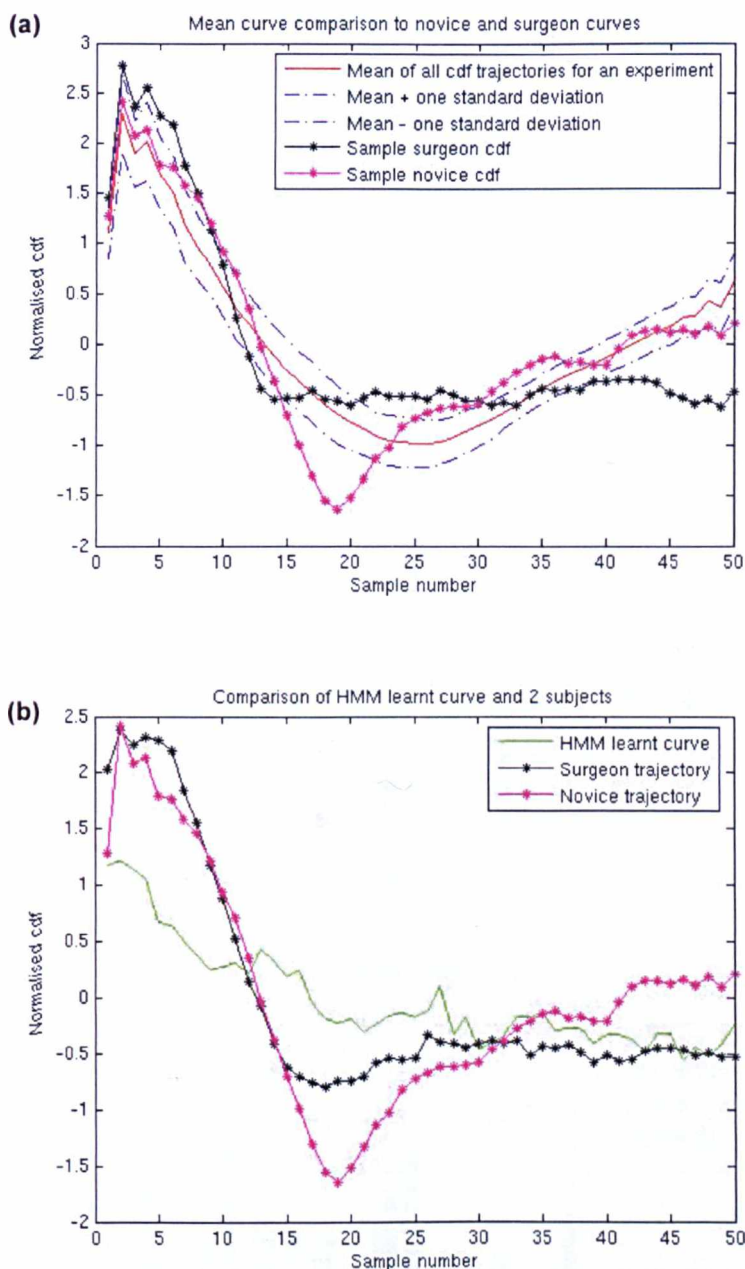 (a)
Mean curve comparison to novice and surgeon curves
Mean of all cdf trajectories for an experiment
Mean + one standard deviation
Mean - one standard deviation
Sample surgeon cdf
Sample novice cdf
Normalised cdf
3
2.5
2
1.5
1
0.5
0
-0.5
-1
-1.5
-2
0 5 10 15 20 25 30 35 40 45 50
Sample number
(b)
Comparison of HMM learnt curve and 2 subjects
HMM learnt curve
Surgeon trajectory
Novice trajectory
Normalised cdf
2.5
2
1.5
1
0.5
0
-0.5
-1
-1.5
-2
0 5 10 15 20 25 30 35 40 45 50
Sample number